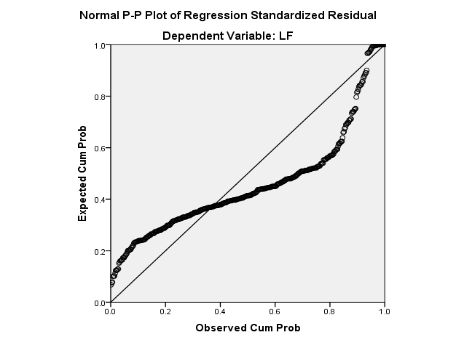 Normal P-P Plot of Regression Standardized Residual
Dependent Variable: LF
Expected Cum Prob
1.0
0.8
0.6
0.4
0.2
0.0
0.0 0.2 0.4 0.6 0.8 1.0
Observed Cum Prob